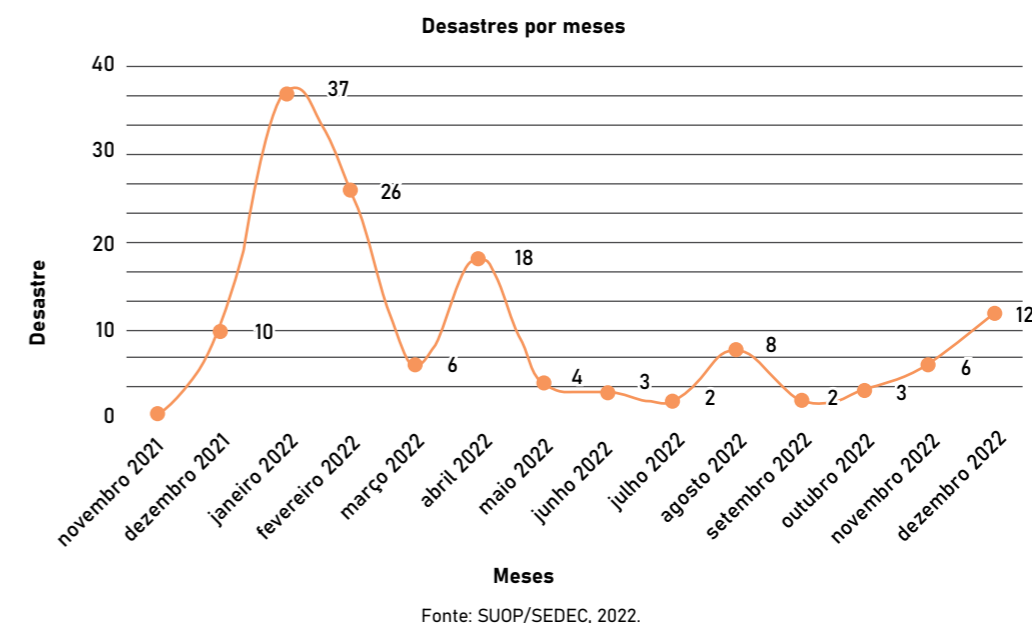 Desastres por meses
40
30
20
10
0
Desastre
37
26
10
6
18
4
3
2
8
2
3
6
12
novembro 2021
dezembro 2021
janeiro 2022
fevereiro 2022
março 2022
abril 2022
maio 2022
junho 2022
julho 2022
agosto 2022
setembro 2022
outubro 2022
novembro 2022
dezembro 2022
Meses
Fonte: SUOP/SEDEC, 2022.